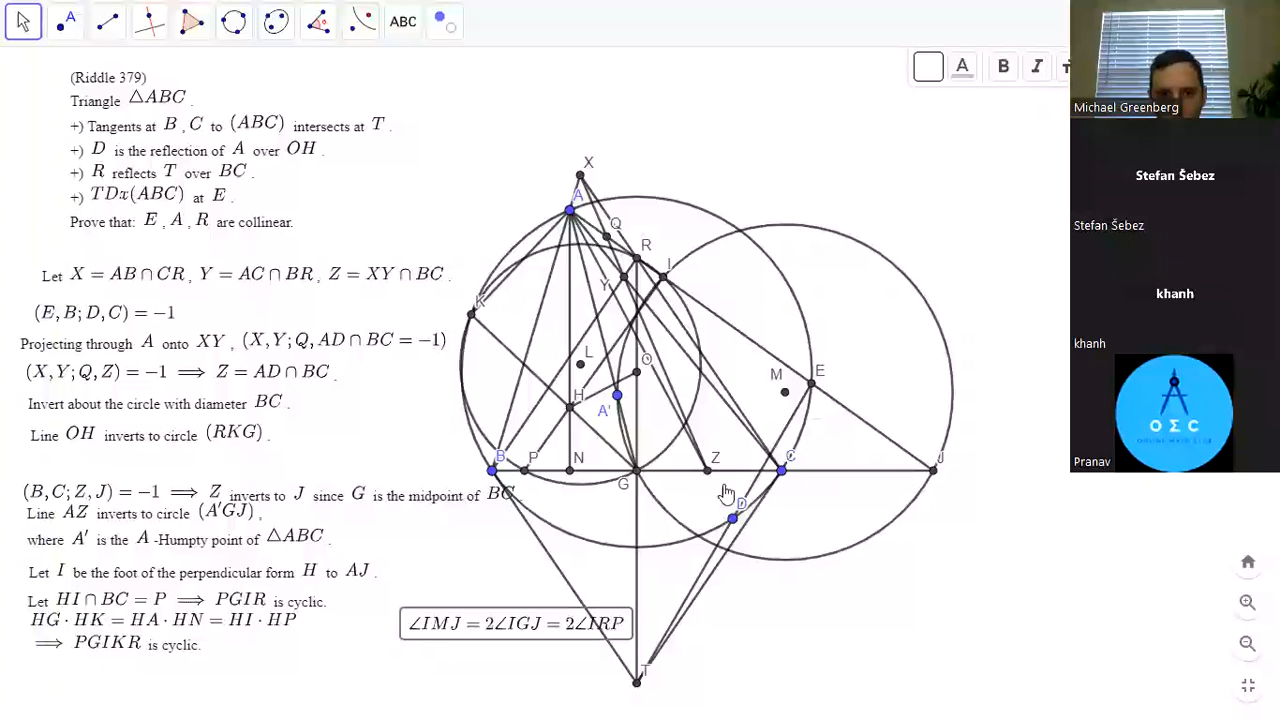 ABC
A B I
(Riddle 379)
Triangle △ABC .
+) Tangents at B , C to (ABC) intersects at T .
+) D is the reflection of A over OH .
+) R reflects T over BC .
+) TDx(ABC) at E .
Prove that: E , A , R are collinear.
Let X = AB ∩ CR , Y = AC ∩ BR , Z = XY ∩ BC .
(E, B; D, C) = −1
Projecting through A onto XY , (X, Y; Q, AD ∩ BC = −1)
(X, Y; Q, Z) = −1 ⟹ Z = AD ∩ BC .
Invert about the circle with diameter BC .
Line OH inverts to circle (RKG) .
(B, C; Z, J) = −1 ⟹ Z inverts to J since G is the midpoint of BC .
Line AZ inverts to circle (A'GJ) ,
where A' is the A -Humpty point of △ABC .
Let I be the foot of the perpendicular form H to AJ .
Let HI ∩ BC = P ⟹ PGIR is cyclic.
HG · HK = HA · HN = HI · HP
⟹ PGIKR is cyclic.
∠IMJ = 2∠IGJ = 2∠IRP
X
A
Q
R
I
Y
K
L
O
M
E
H
A'
B
P
N
G
Z
C
J
D
T
Michael Greenberg
Stefan Šebez
Stefan Šebez
khanh
khanh
O Σ C
Pranav